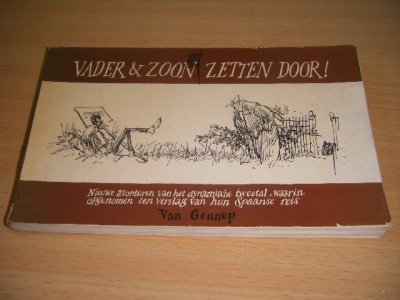 VADER & ZOON ZETTEN DOOR!
Nieuwe avonturen van het dynamische tweetal, waarin
opgenomen een verslag van hun Spaanse reis
Van Gennep